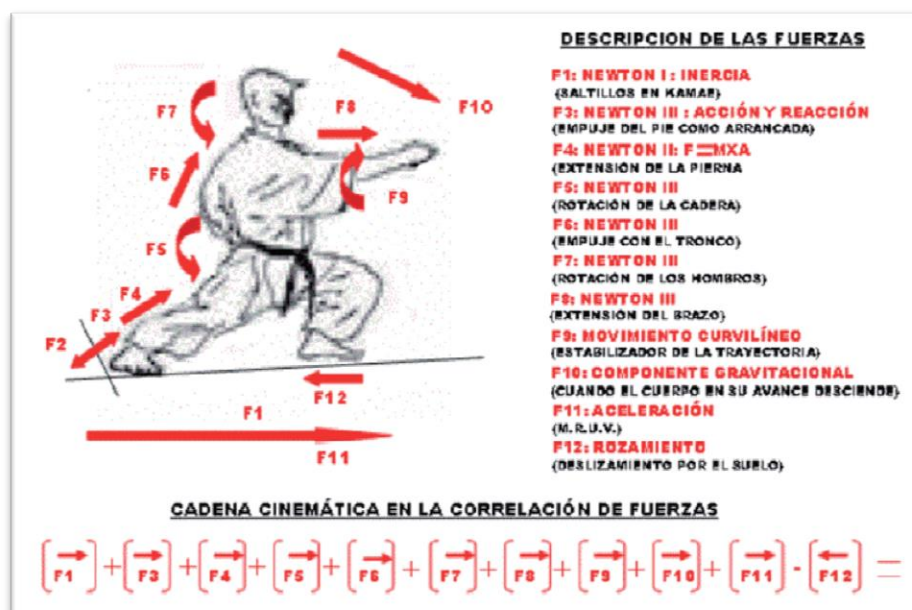 DESCRIPCION DE LAS FUERZAS
F1: NEWTON I : INERCIA
(SALTILLOS EN KAMAE)
F3: NEWTON III : ACCIÓN Y REACCIÓN
(EMPUJE DEL PIE COMO ARRANCADA)
F4: NEWTON II: F=MXA
(EXTENSIÓN DE LA PIERNA
F5: NEWTON III
(ROTACIÓN DE LA CADERA)
F6: NEWTON III
(EMPUJE CON EL TRONCO)
F7: NEWTON III
(ROTACIÓN DE LOS HOMBROS)
F8: NEWTON III
(EXTENSIÓN DEL BRAZO)
F9: MOVIMIENTO CURVILÍNEO
(ESTABILIZADOR DE LA TRAYECTORIA)
F10: COMPONENTE GRAVITACIONAL
(CUANDO EL CUERPO EN SU AVANCE DESCIENDE)
F11: ACELERACIÓN
(M.R.U.V.)
F12: ROZAMIENTO
(DESLIZAMIENTO POR EL SUELO)
F7
F8
F10
F6
F9
F5
F4
F3
F2
F12
F1
F11
CADENA CINEMÁTICA EN LA CORRELACIÓN DE FUERZAS
(F1) + (F3) + (F4) + (F5) + (F6) + (F7) + (F8) + (F9) + (F10) + (F11) - (F12) =